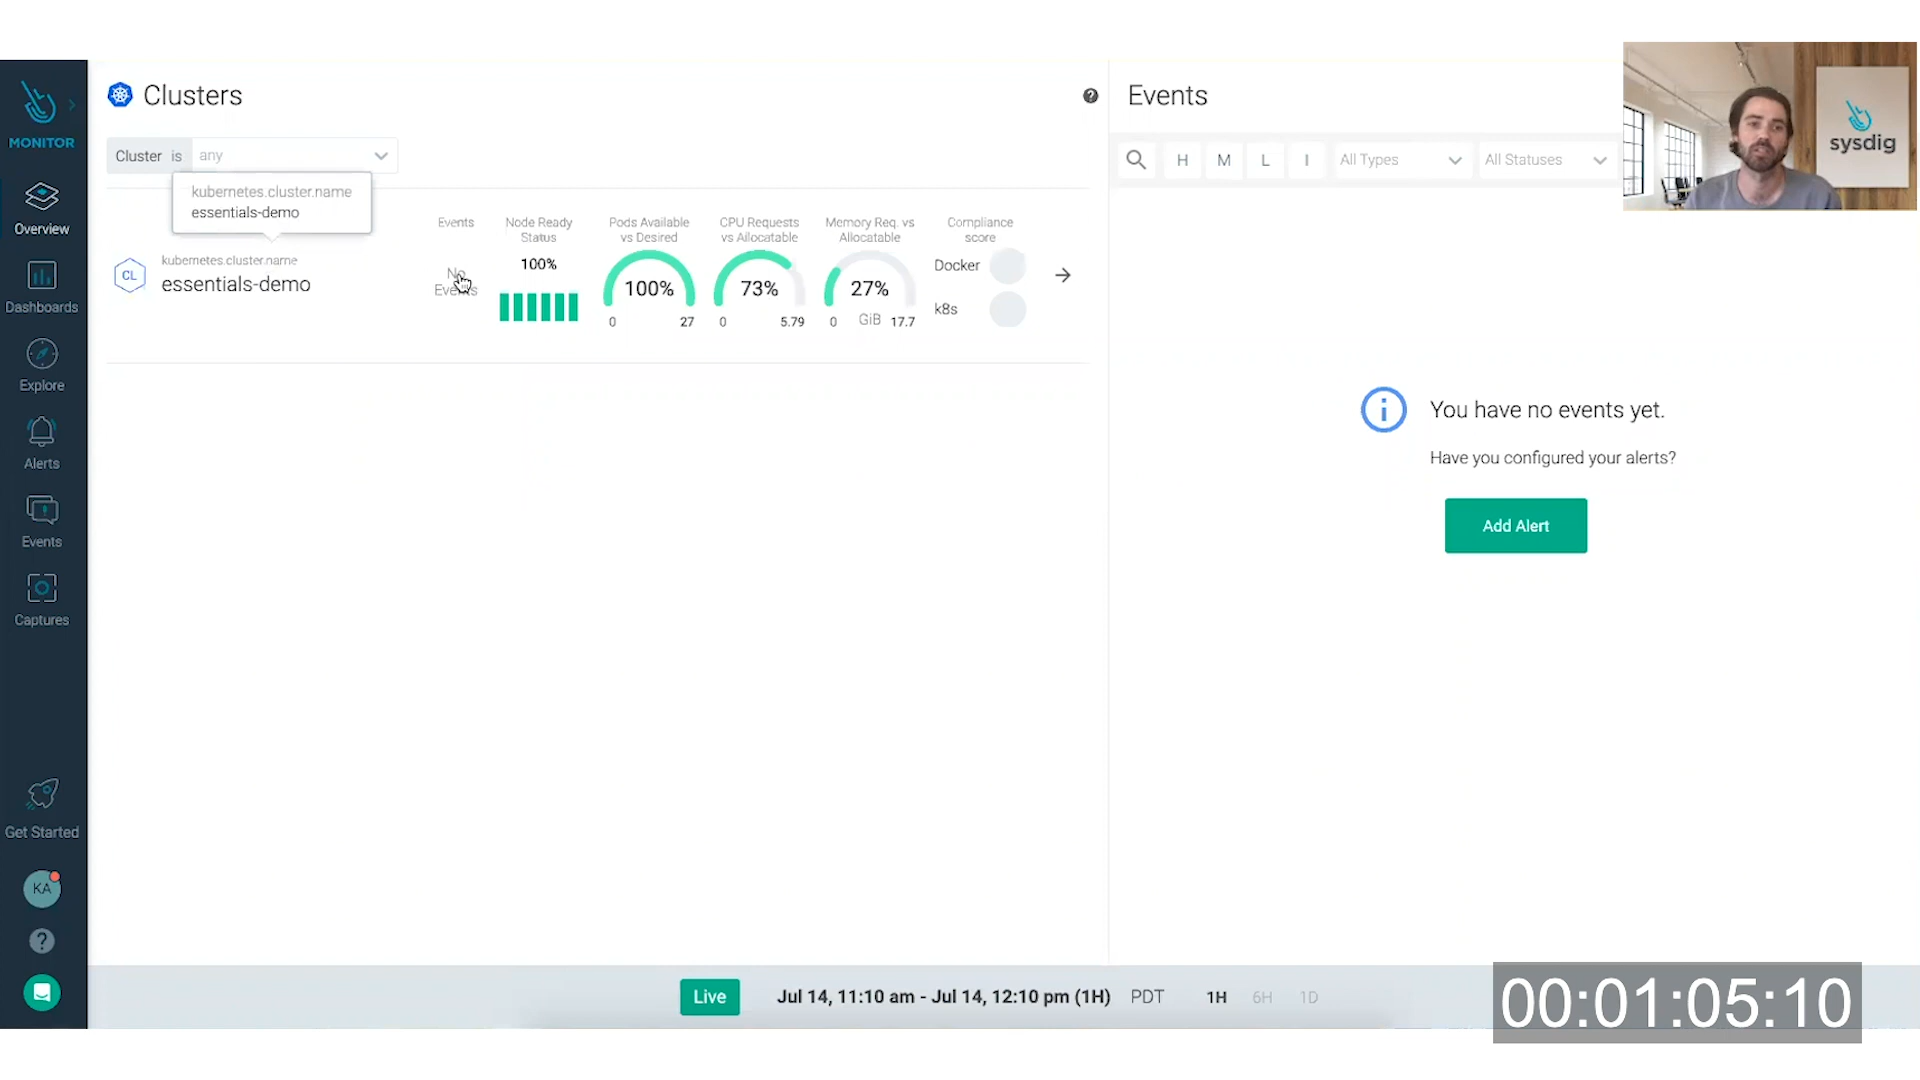 MONITOR
Overview
Dashboards
Explore
Alerts
Events
Captures
Get Started
KA
?
Clusters
?
Cluster is any
kubernetes.cluster.name
essentials-demo
CL
kubernetes.cluster.name
essentials-demo
Events
No
Events
Node Ready
Status
100%
Pods Available
vs Desired
100%
0 27
CPU Requests
vs Allocatable
73%
0 5.79
Memory Req. vs
Allocatable
27%
0 GiB 17.7
Compliance
score
Docker
k8s
Events
H M L I All Types All Statuses
You have no events yet.
Have you configured your alerts?
Add Alert
sysdig
Live Jul 14, 11:10 am - Jul 14, 12:10 pm (1H) PDT 1H 6H 1D
00:01:05:10